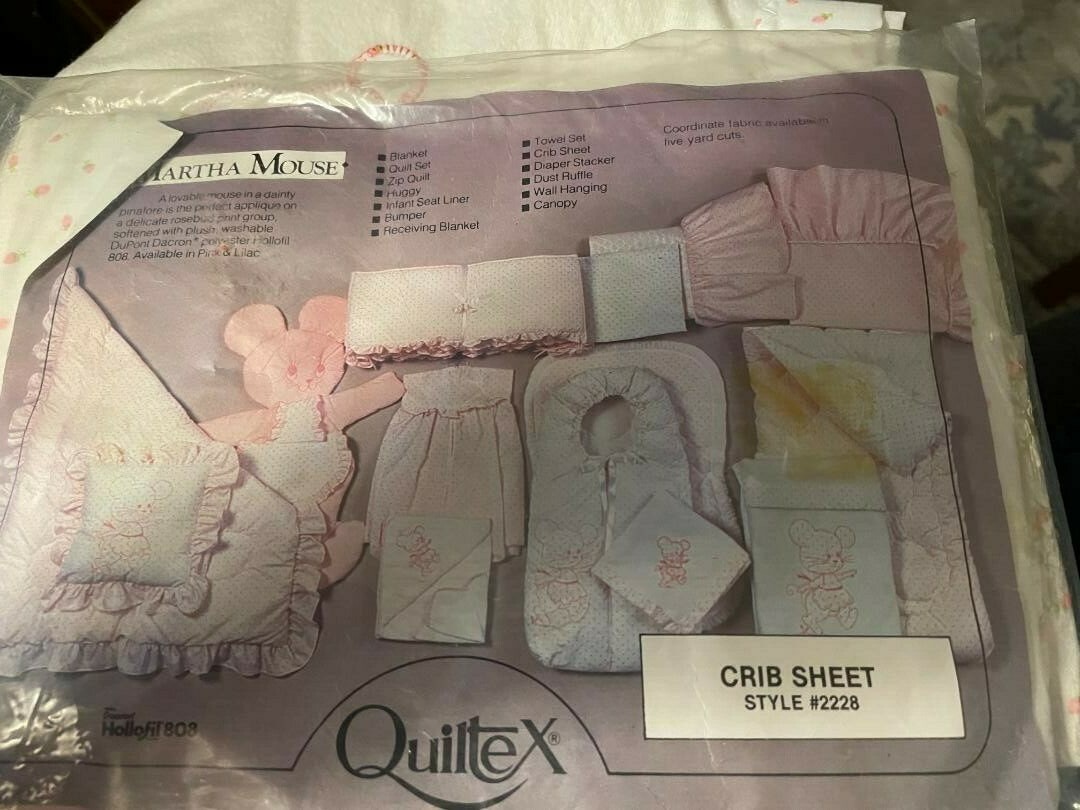 MARTHA MOUSE
A lovable mouse in a dainty
pinafore is the perfect applique on
a delicate rosebud print group,
softened with plush, washable
DuPont Dacron* polyester Hollofil
808. Available in Pink & Lilac
■ Blanket
■ Quilt Set
■ Zip Quilt
■ Huggy
■ Infant Seat Liner
■ Bumper
■ Receiving Blanket
■ Towel Set
■ Crib Sheet
■ Diaper Stacker
■ Dust Ruffle
■ Wall Hanging
■ Canopy
Coordinate fabric available in
five yard cuts.
CRIB SHEET
STYLE #2228
Hollofil 808
QuilteX®